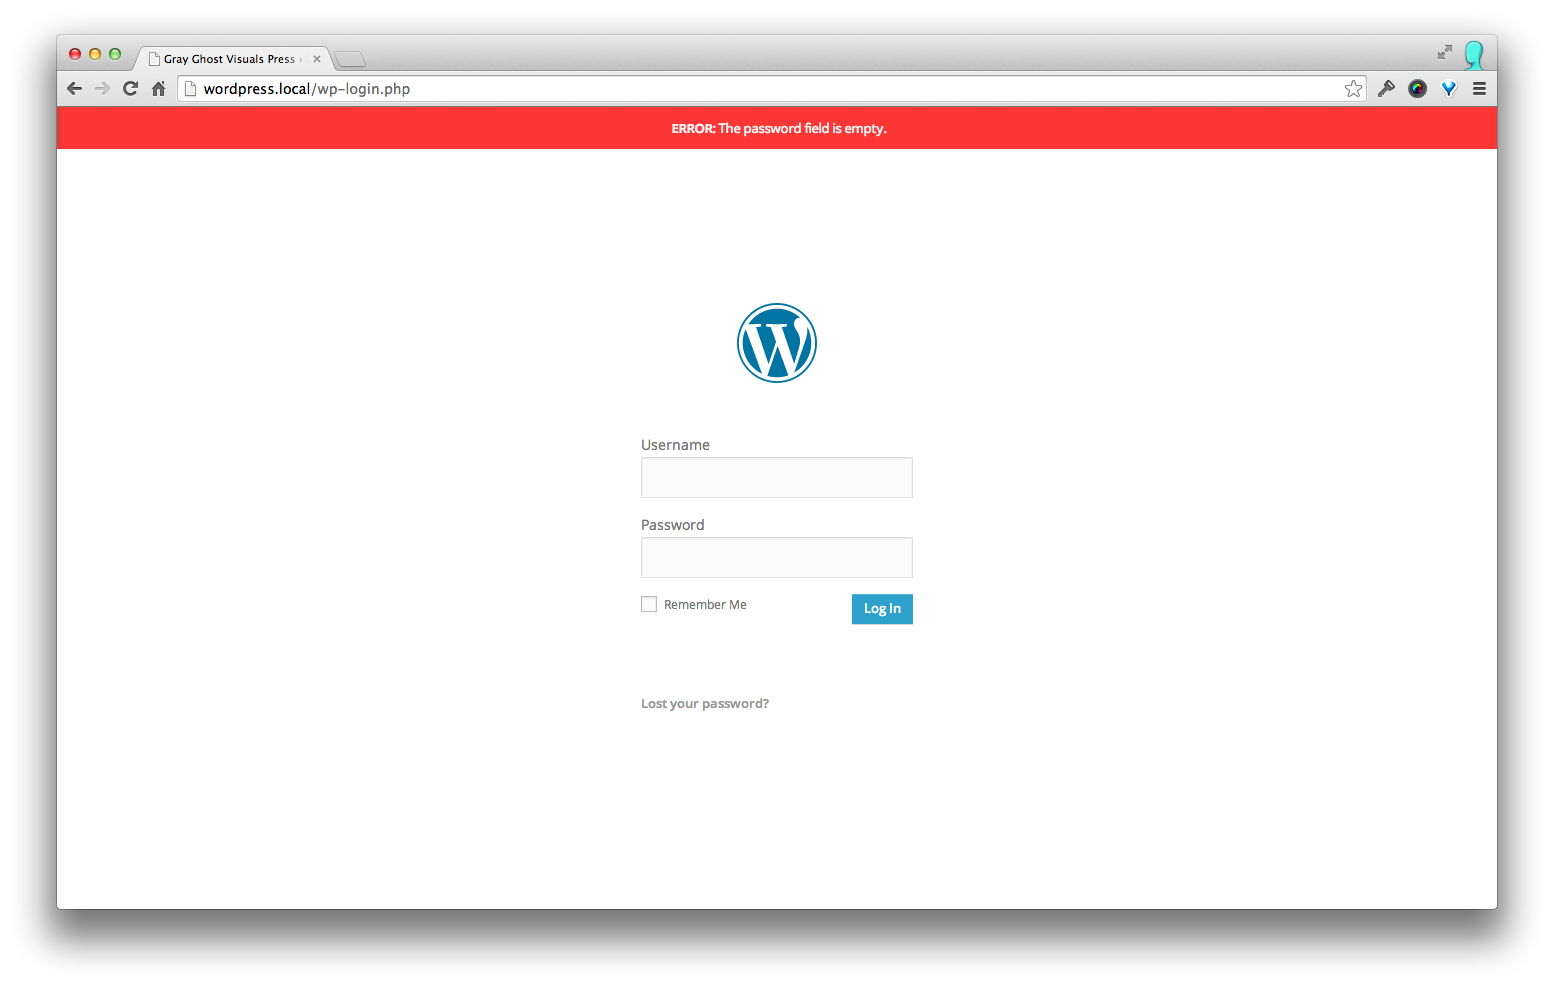 Gray Ghost Visuals Press ›
wordpress.local/wp-login.php
ERROR: The password field is empty.
W
Username
Password
Remember Me
Log In
Lost your password?